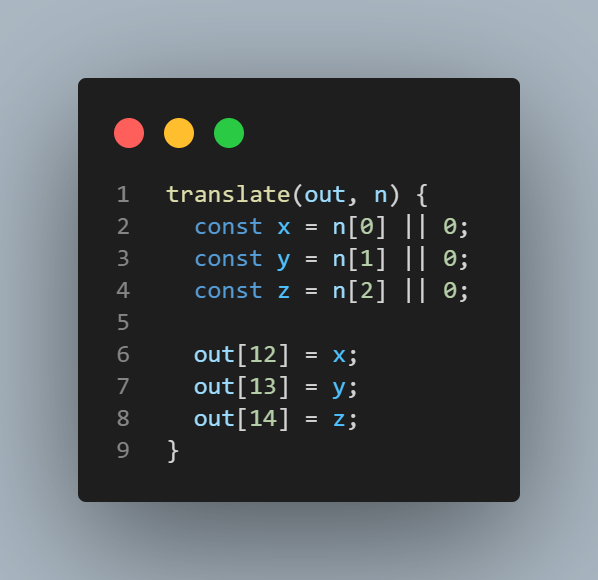 1 translate(out, n) {
2   const x = n[0] || 0;
3   const y = n[1] || 0;
4   const z = n[2] || 0;
5
6   out[12] = x;
7   out[13] = y;
8   out[14] = z;
9 }